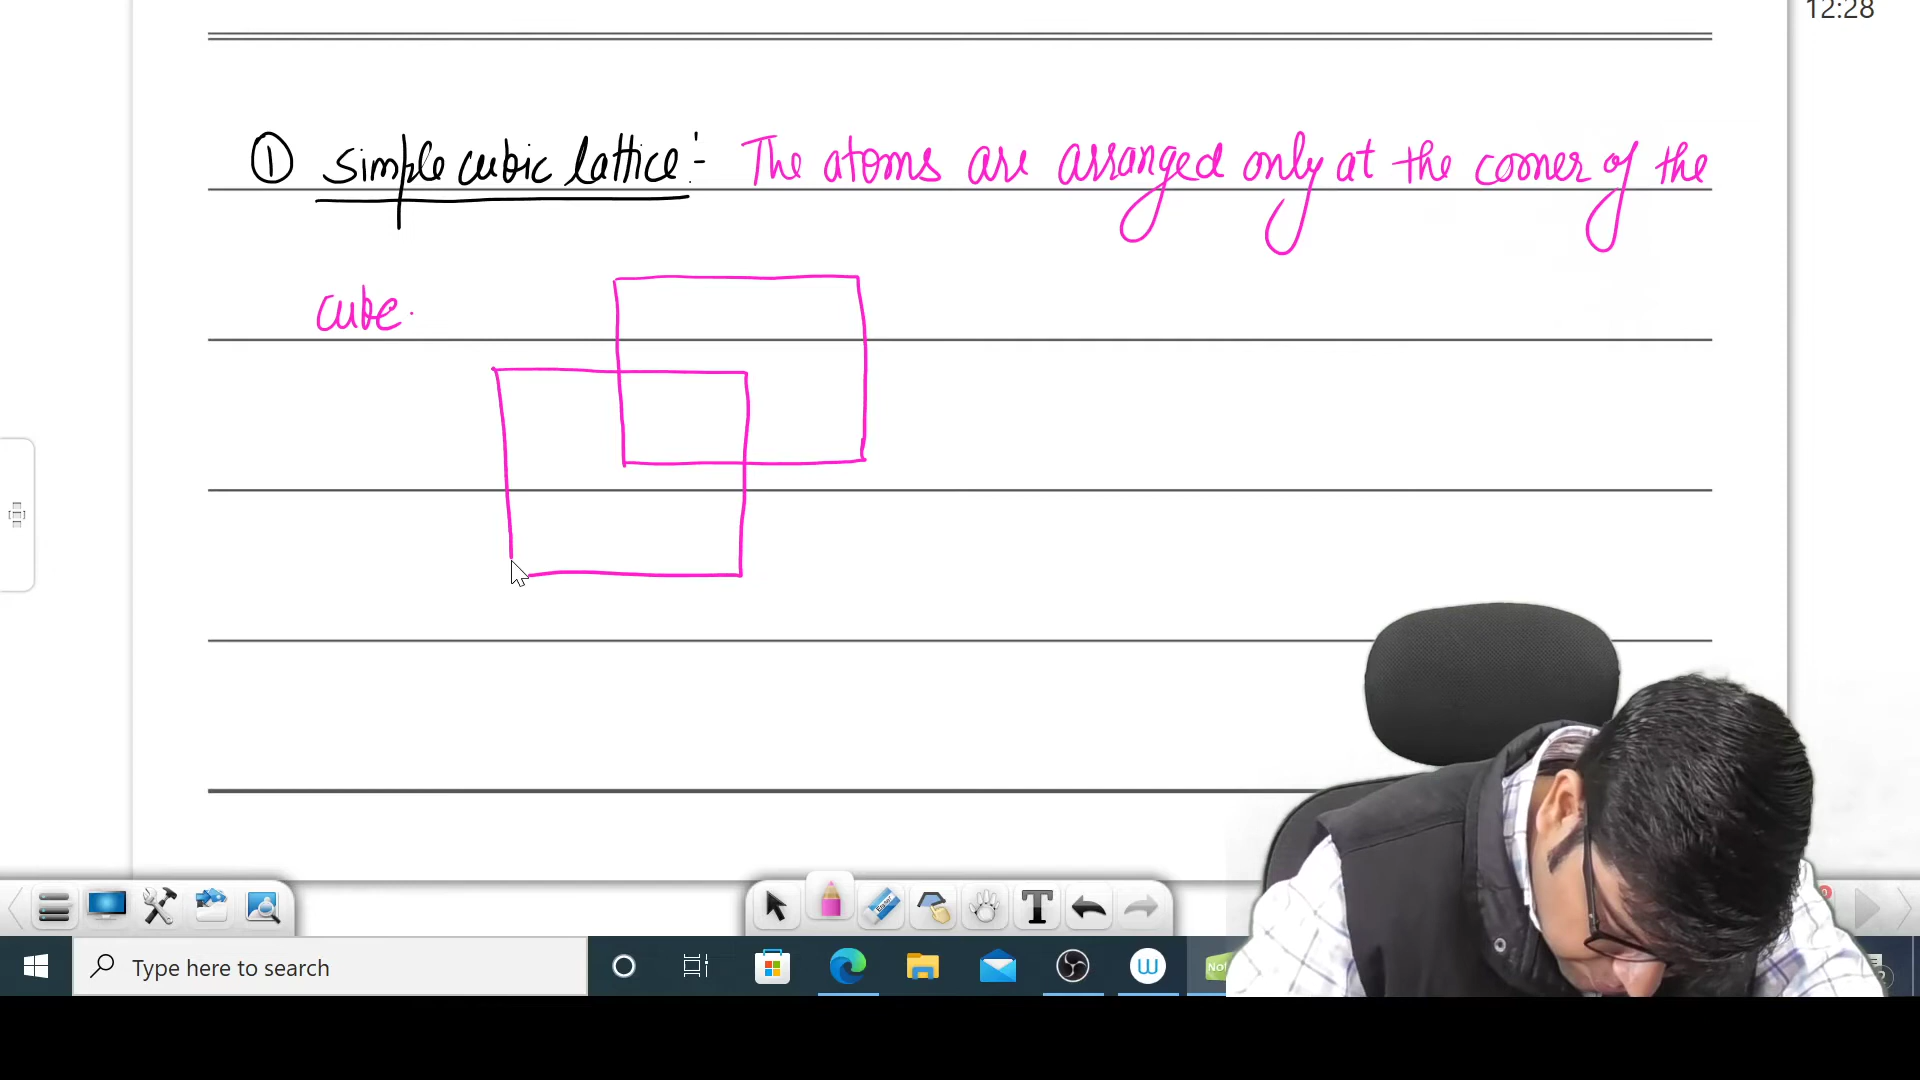 12:28
① simple cubic lattice:- The atoms are arranged only at the corner of the
cube.
T
Type here to search